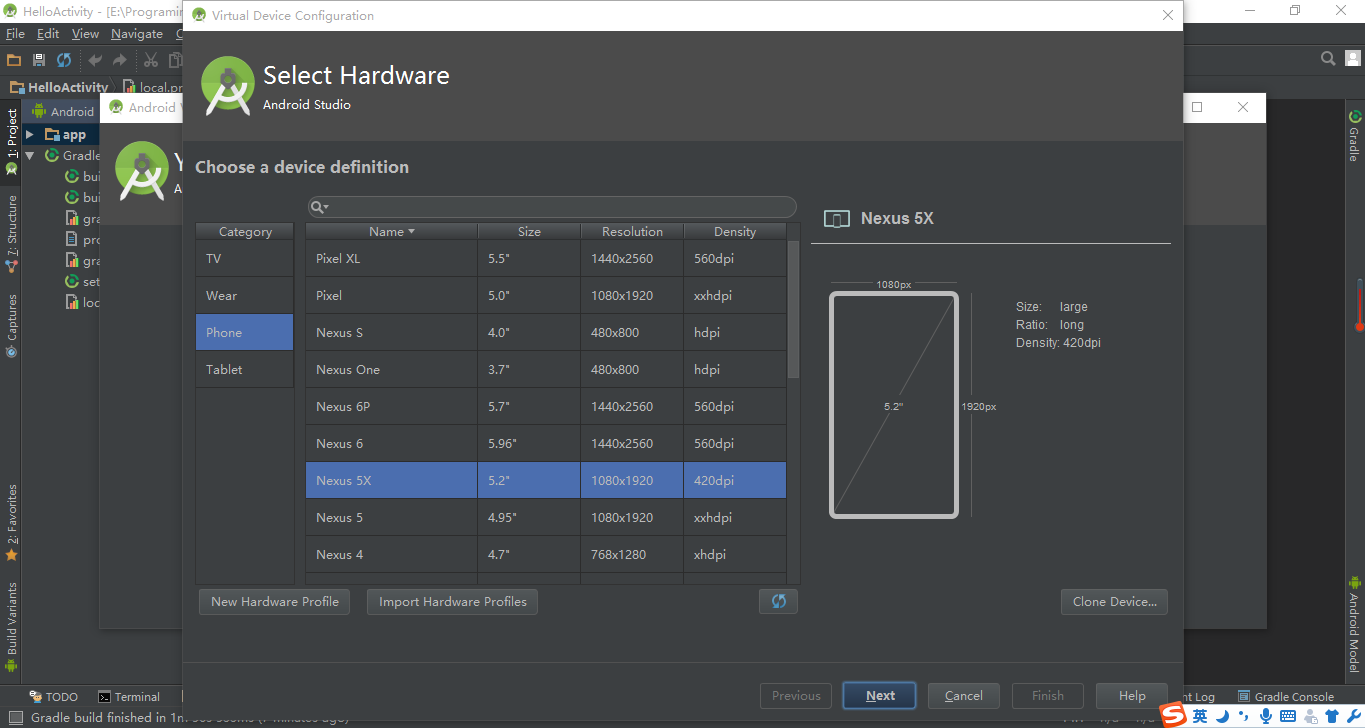 HelloActivity - [E:\Programin
Virtual Device Configuration
File Edit View Navigate
Select Hardware
Android Studio
HelloActivity local.pr
Android
Android
1: Project
app
Gradle
bui
bui
gra
pro
gra
set
loc
7: Structure
Captures
2: Favorites
Build Variants
Choose a device definition
Category
TV
Wear
Phone
Tablet
Name Size Resolution Density
Pixel XL 5.5" 1440x2560 560dpi
Pixel 5.0" 1080x1920 xxhdpi
Nexus S 4.0" 480x800 hdpi
Nexus One 3.7" 480x800 hdpi
Nexus 6P 5.7" 1440x2560 560dpi
Nexus 6 5.96" 1440x2560 560dpi
Nexus 5X 5.2" 1080x1920 420dpi
Nexus 5 4.95" 1080x1920 xxhdpi
Nexus 4 4.7" 768x1280 xhdpi
Nexus 5X
1080px
5.2"
1920px
Size: large
Ratio: long
Density: 420dpi
New Hardware Profile Import Hardware Profiles Clone Device...
Previous Next Cancel Finish Help
Gradle
Android Model
TODO Terminal nt Log Gradle Console
Gradle build finished in 1m
英